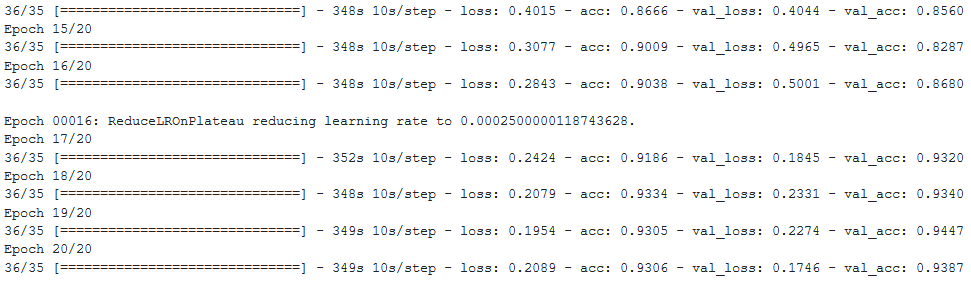 36/35 [==============================] - 348s 10s/step - loss: 0.4015 - acc: 0.8666 - val_loss: 0.4044 - val_acc: 0.8560
Epoch 15/20
36/35 [==============================] - 348s 10s/step - loss: 0.3077 - acc: 0.9009 - val_loss: 0.4965 - val_acc: 0.8287
Epoch 16/20
36/35 [==============================] - 348s 10s/step - loss: 0.2843 - acc: 0.9038 - val_loss: 0.5001 - val_acc: 0.8680
Epoch 00016: ReduceLROnPlateau reducing learning rate to 0.0002500000118743628.
Epoch 17/20
36/35 [==============================] - 352s 10s/step - loss: 0.2424 - acc: 0.9186 - val_loss: 0.1845 - val_acc: 0.9320
Epoch 18/20
36/35 [==============================] - 348s 10s/step - loss: 0.2079 - acc: 0.9334 - val_loss: 0.2331 - val_acc: 0.9340
Epoch 19/20
36/35 [==============================] - 349s 10s/step - loss: 0.1954 - acc: 0.9305 - val_loss: 0.2274 - val_acc: 0.9447
Epoch 20/20
36/35 [==============================] - 349s 10s/step - loss: 0.2089 - acc: 0.9306 - val_loss: 0.1746 - val_acc: 0.9387